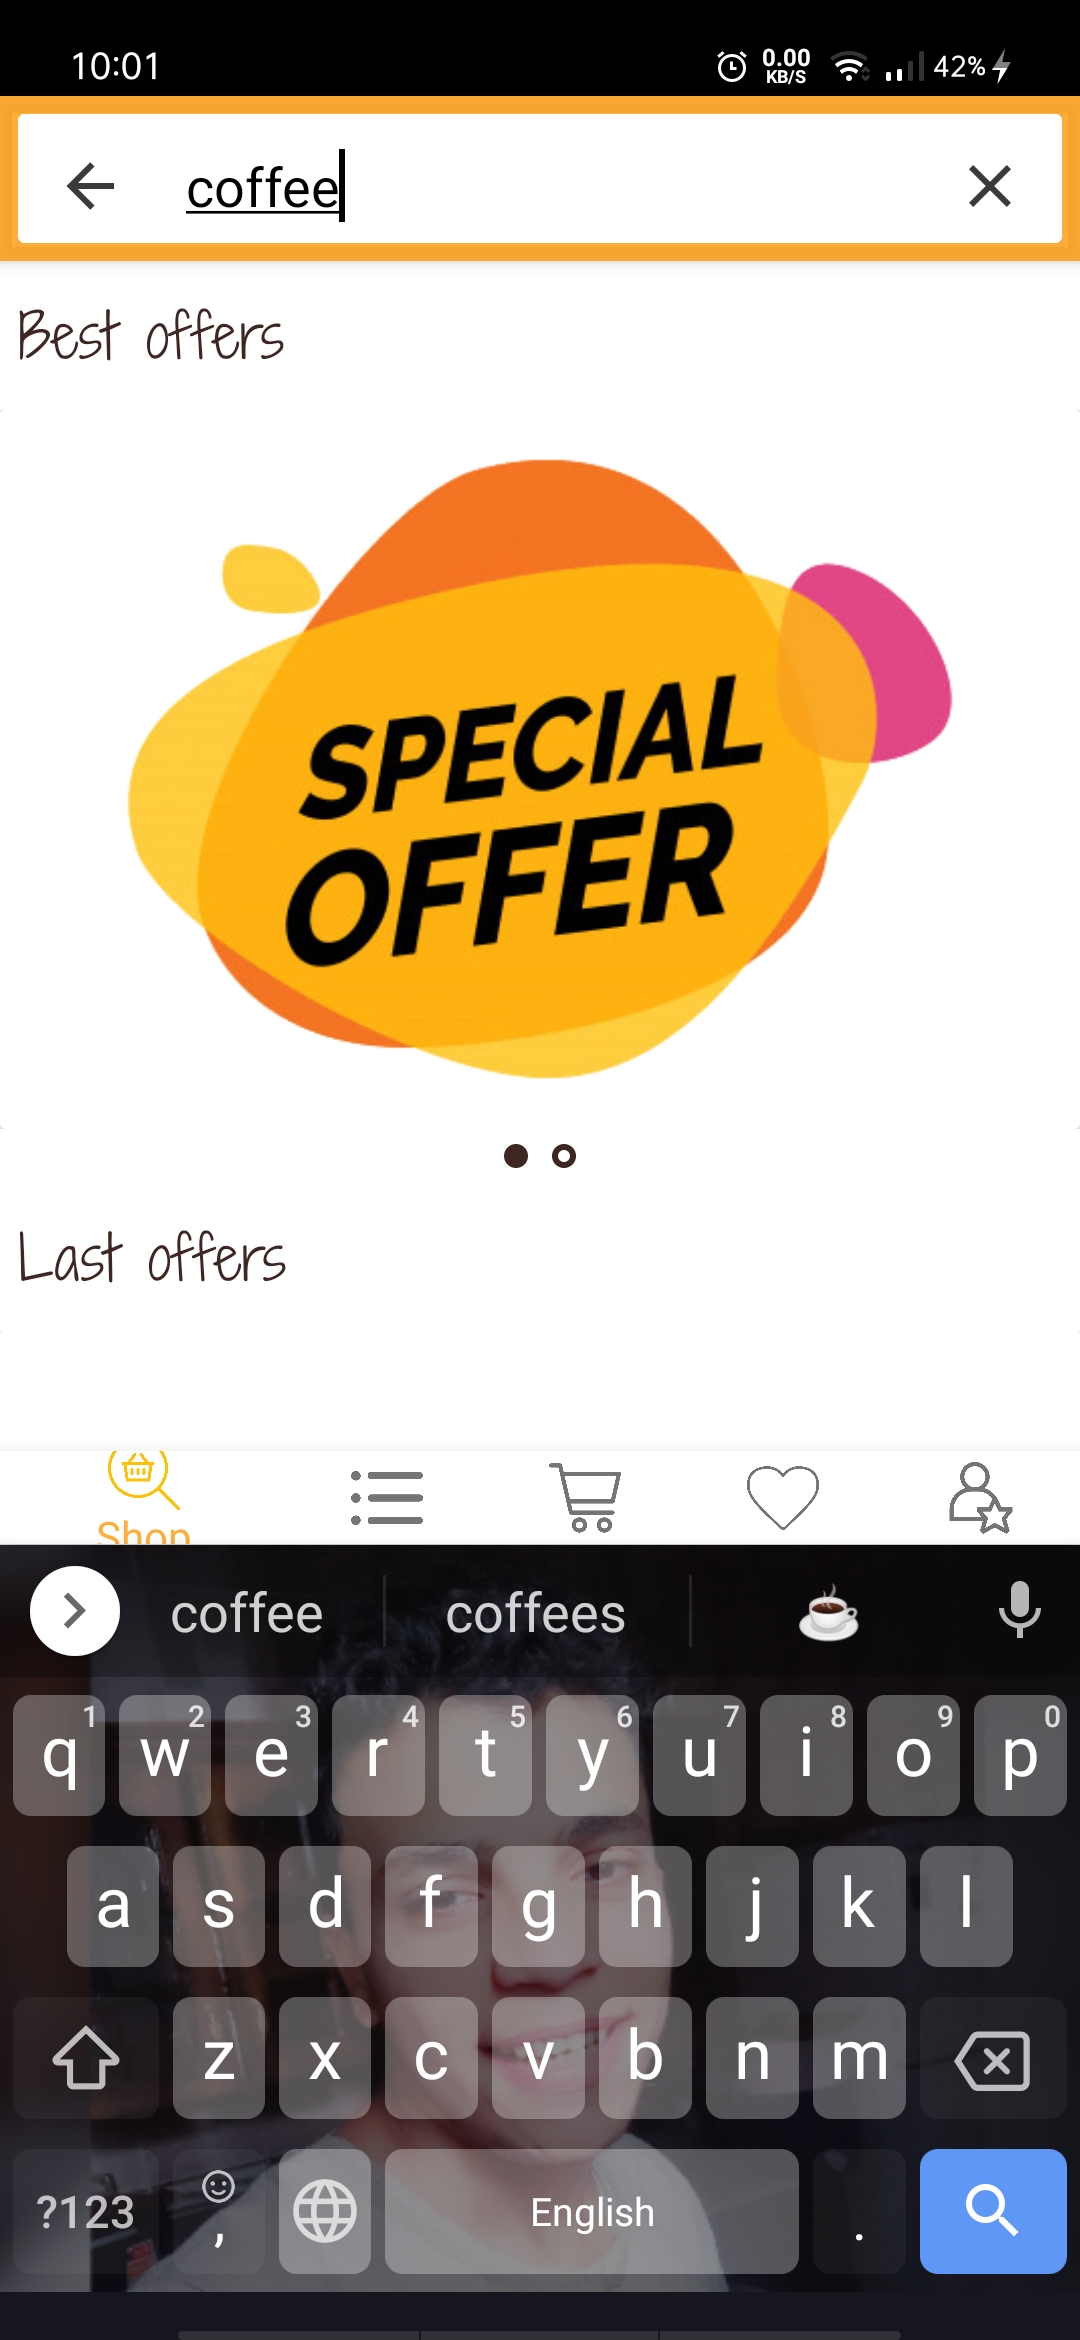 10:01 0.00 KB/S 42%
coffee
Best offers
SPECIAL
OFFER
Last offers
Shop
coffee coffees
q1 w2 e3 r4 t5 y6 u7 i8 o9 p0
a s d f g h j k l
z x c v b n m
?123 , English .